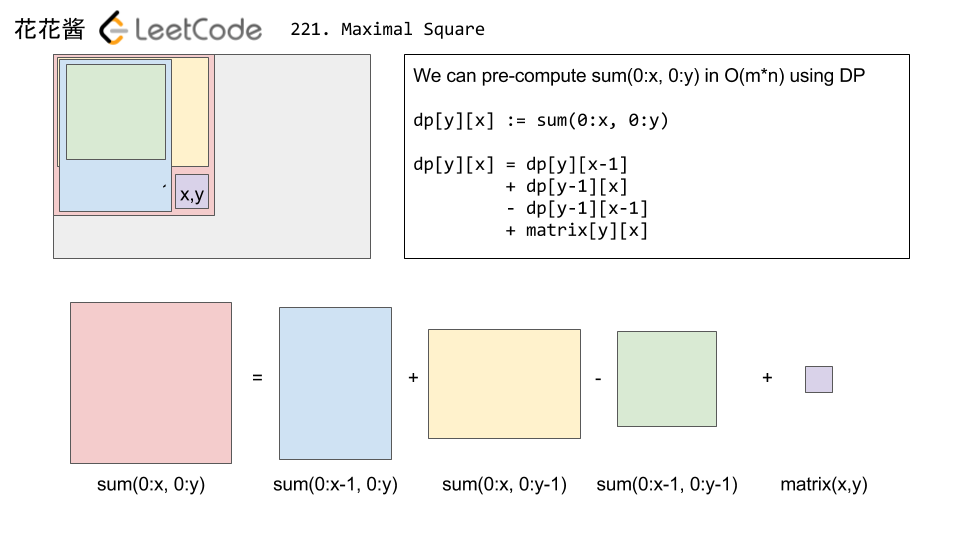 花花酱 LeetCode 221. Maximal Square
We can pre-compute sum(0:x, 0:y) in O(m*n) using DP
dp[y][x] := sum(0:x, 0:y)
dp[y][x] = dp[y][x-1]
+ dp[y-1][x]
- dp[y-1][x-1]
+ matrix[y][x]
x,y
= + - +
sum(0:x, 0:y) sum(0:x-1, 0:y) sum(0:x, 0:y-1) sum(0:x-1, 0:y-1) matrix(x,y)